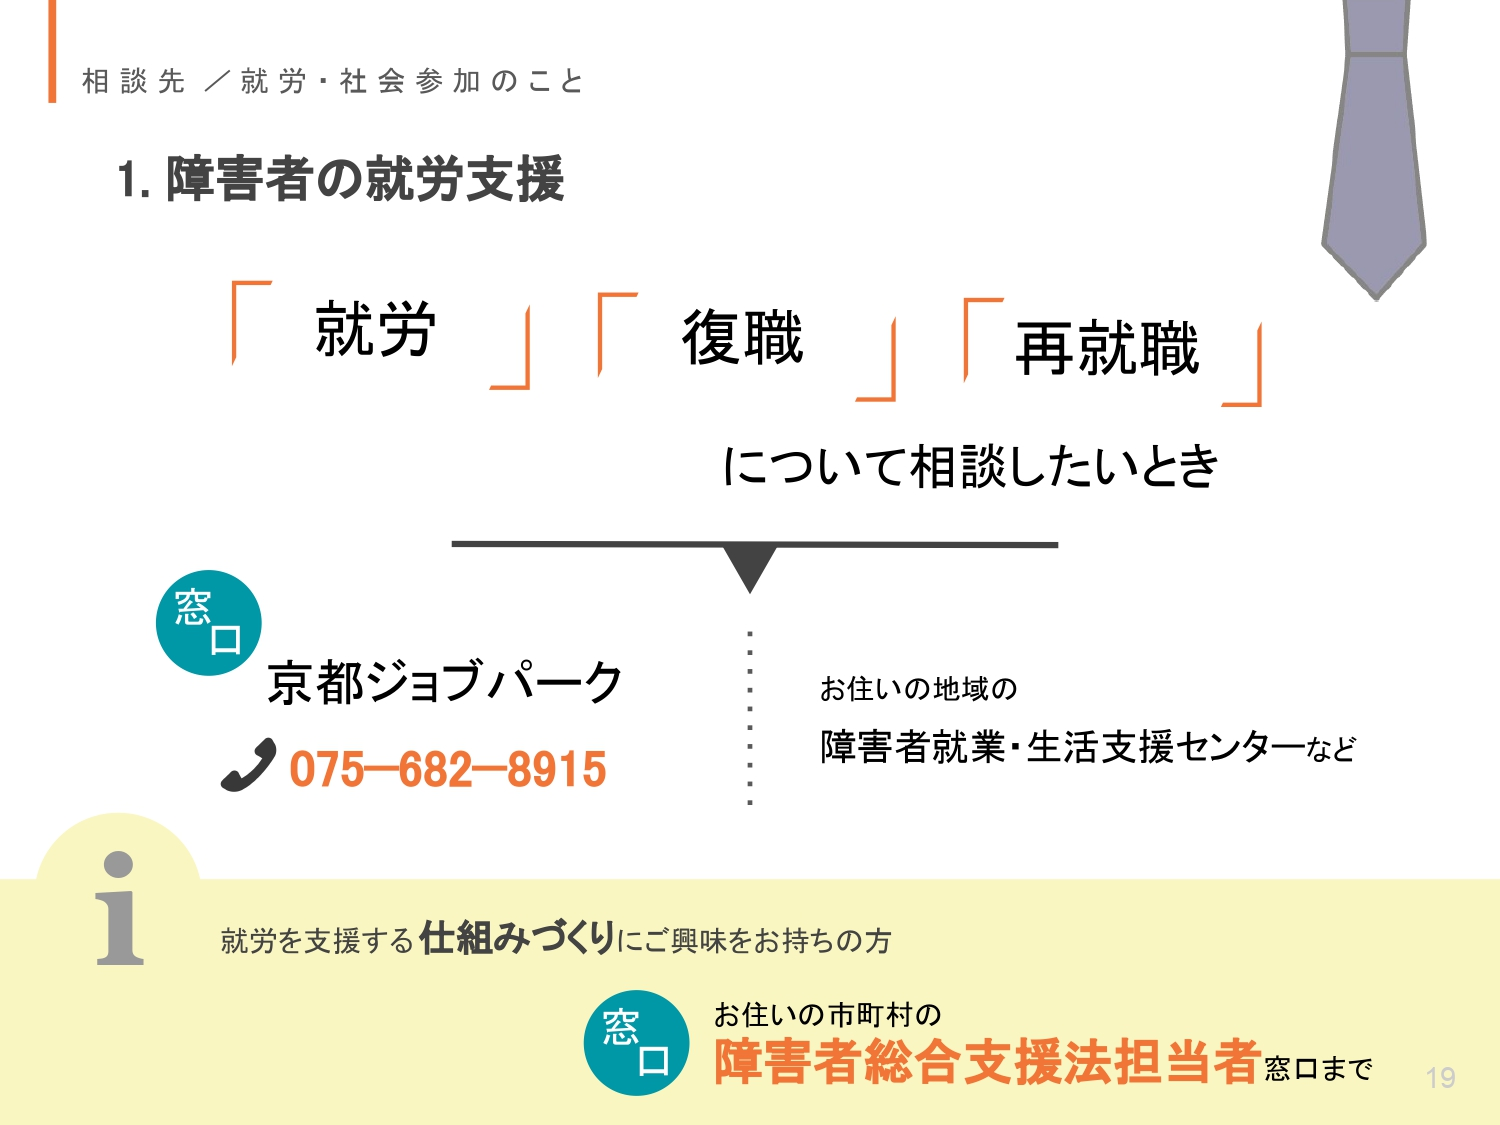 相談先 ／就労・社会参加のこと
1. 障害者の就労支援
「就労」「復職」「再就職」
について相談したいとき
窓口
京都ジョブパーク
075―682―8915
お住いの地域の
障害者就業・生活支援センターなど
i
就労を支援する仕組みづくりにご興味をお持ちの方
窓口
お住いの市町村の
障害者総合支援法担当者窓口まで
19